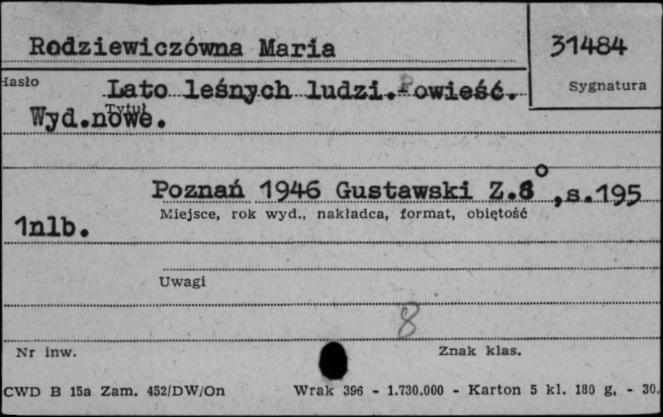 Rodziewiczówna Maria
31484
Hasło
Sygnatura
Lato leśnych ludzi. Powieść.
Tytuł
Wyd.nowe.
Poznań 1946 Gustawski Z.8°,s.195
Miejsce, rok wyd., nakładca, format, obiętość
1nlb.
Uwagi
8
Nr inw.
Znak klas.
CWD B 15a Zam. 452/DW/On
Wrak 396 - 1.730.000 - Karton 5 kl. 180 g, - 30.